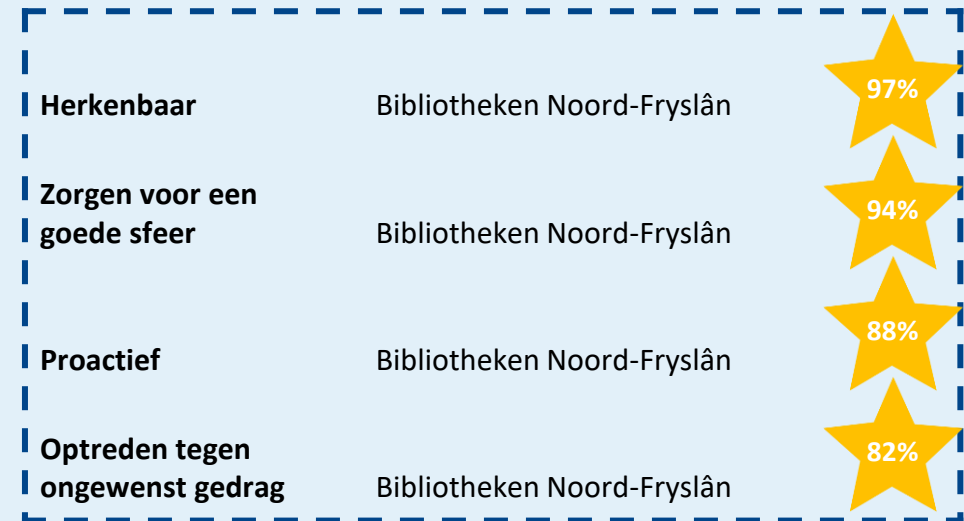 Herkenbaar Bibliotheken Noord-Fryslân 97%
Zorgen voor een
goede sfeer Bibliotheken Noord-Fryslân 94%
Proactief Bibliotheken Noord-Fryslân 88%
Optreden tegen
ongewenst gedrag Bibliotheken Noord-Fryslân 82%